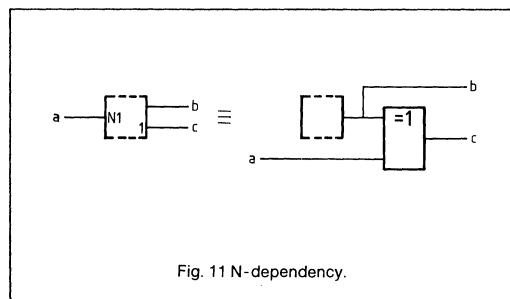 b
a N1 b ≡ =1
1 c c
a
Fig. 11 N-dependency.